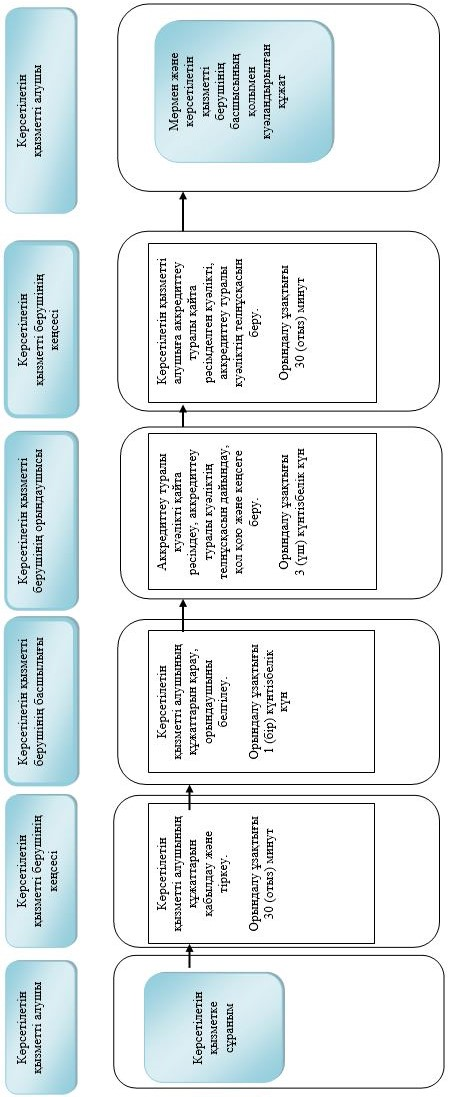 Көрсетілетін
қызметті алушы
Көрсетілетін
қызметке
сұраным
Көрсетілетін
қызметті берушінің
кеңсесі
Көрсетілетін
қызметті алушының
құжаттарын
қабылдау және
тіркеу.
Орындалу ұзақтығы
30 (отыз) минут
Көрсетілетін қызметті
берушінің басшылығы
Көрсетілетін
қызметті алушының
құжаттарын қарау,
орындаушыны
белгілеу.
Орындалу ұзақтығы
1 (бір) күнтізбелік
күн
Көрсетілетін қызметті
берушінің орындаушысы
Аккредиттеу туралы
куәлікті қайта
рәсімдеу, аккредиттеу
туралы куәліктің
телнұсқасын дайындау,
қол қою және кеңсеге
беру.
Орындалу ұзақтығы
3 (үш) күнтізбелік күн
Көрсетілетін
қызметті берушінің
кеңсесі
Көрсетілетін қызметті
алушыға аккредиттеу
туралы қайта
рәсімделген куәлікті,
аккредиттеу туралы
куәліктің телнұсқасын
беру.
Орындалу ұзақтығы
30 (отыз) минут
Көрсетілетін
қызметті алушы
Мөрмен және
көрсетілетін
қызметті
берушінің
басшысының
қолымен
куәландырылған
құжат